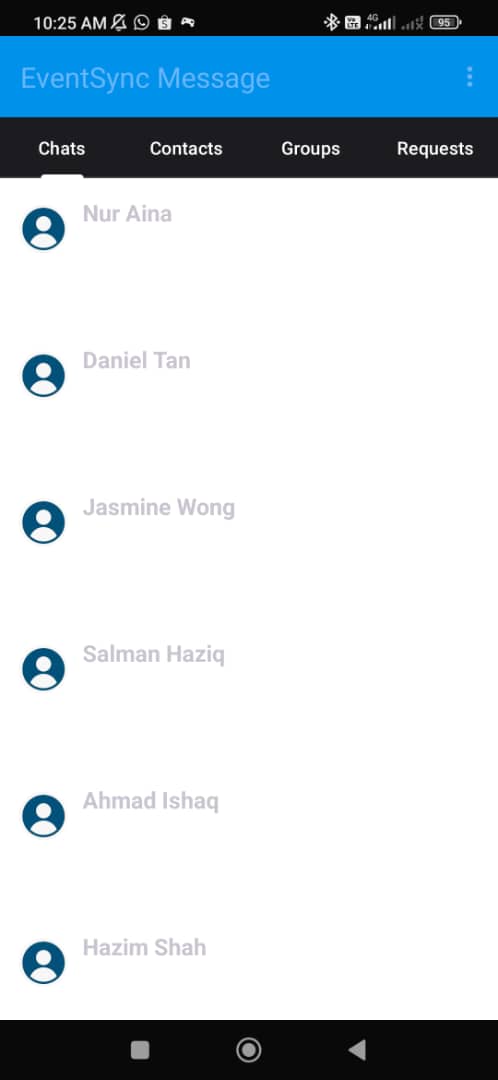 10:25 AM
4G
95
EventSync Message
Chats Contacts Groups Requests
Nur Aina
Daniel Tan
Jasmine Wong
Salman Haziq
Ahmad Ishaq
Hazim Shah